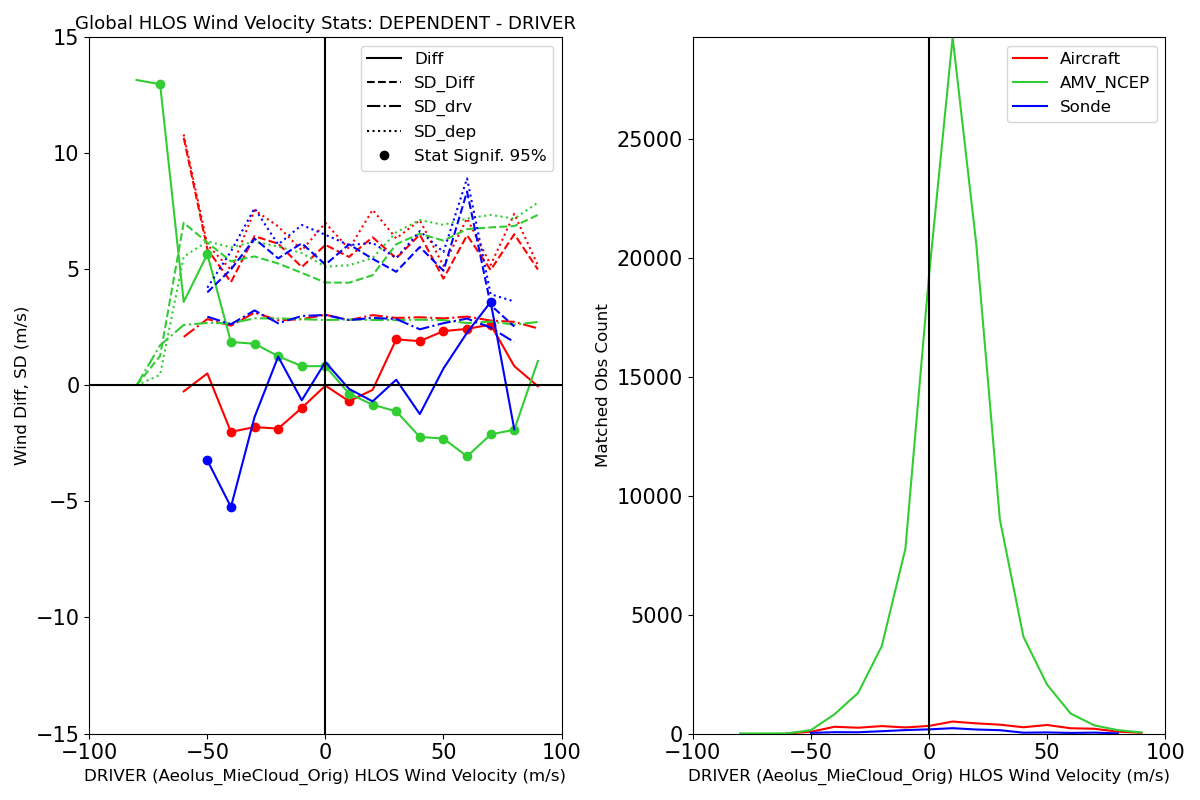 Global HLOS Wind Velocity Stats: DEPENDENT - DRIVER
Wind Diff, SD (m/s)
15
10
5
0
−5
−10
−15
−100
−50
0
50
100
DRIVER (Aeolus_MieCloud_Orig) HLOS Wind Velocity (m/s)
Diff
SD_Diff
SD_drv
SD_dep
Stat Signif. 95%
Matched Obs Count
25000
20000
15000
10000
5000
0
−100
−50
0
50
100
DRIVER (Aeolus_MieCloud_Orig) HLOS Wind Velocity (m/s)
Aircraft
AMV_NCEP
Sonde